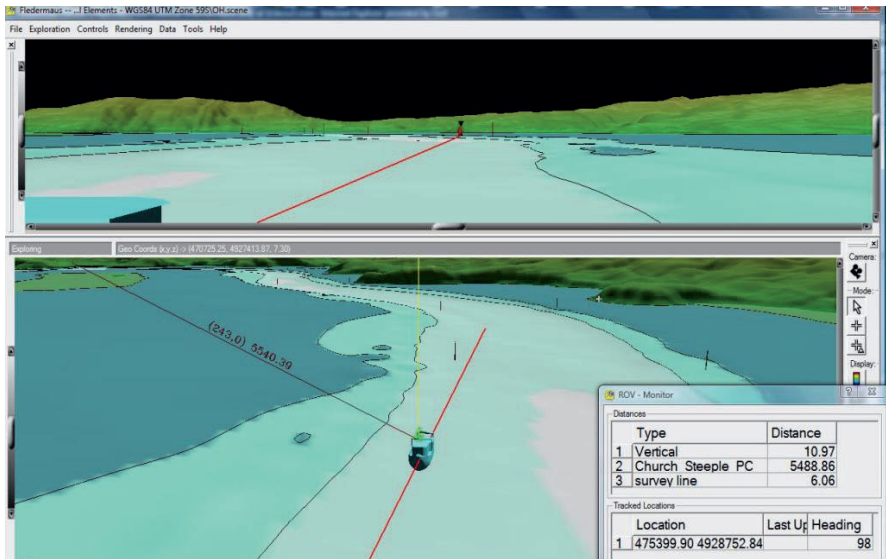 Fledermaus -- ...l Elements - WGS84 UTM Zone 59S\OH.scene
File Exploration Controls Rendering Data Tools Help
Exploring Geo Coords (x,y,z) -> (470725.25, 4927413.87, 7.30)
Camera:
Mode:
Display:
(243,0) 5540.39
ROV - Monitor
Distances
Type Distance
1 Vertical 10.97
2 Church Steeple PC 5488.86
3 survey line 6.06
Tracked Locations
Location Last Up Heading
1 475399.90 4928752.84 98